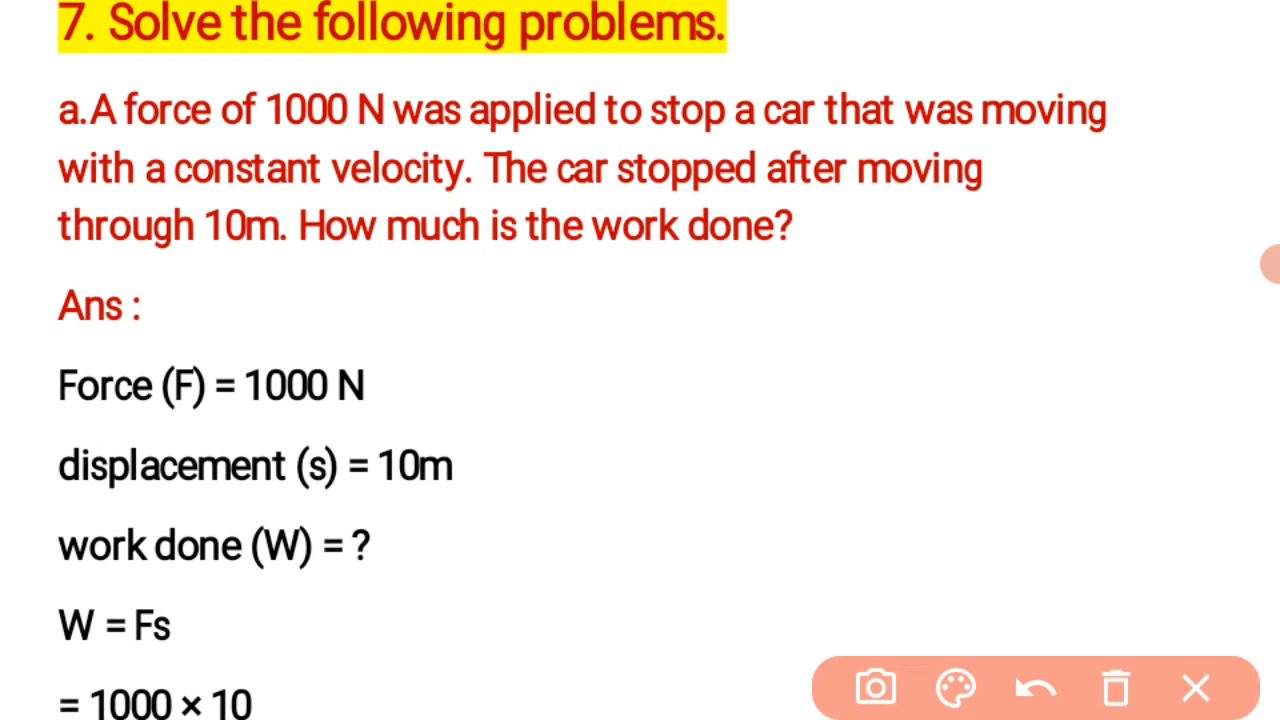 7. Solve the following problems.
a.A force of 1000 N was applied to stop a car that was moving
with a constant velocity. The car stopped after moving
through 10m. How much is the work done?
Ans :
Force (F) = 1000 N
displacement (s) = 10m
work done (W) = ?
W = Fs
= 1000 × 10